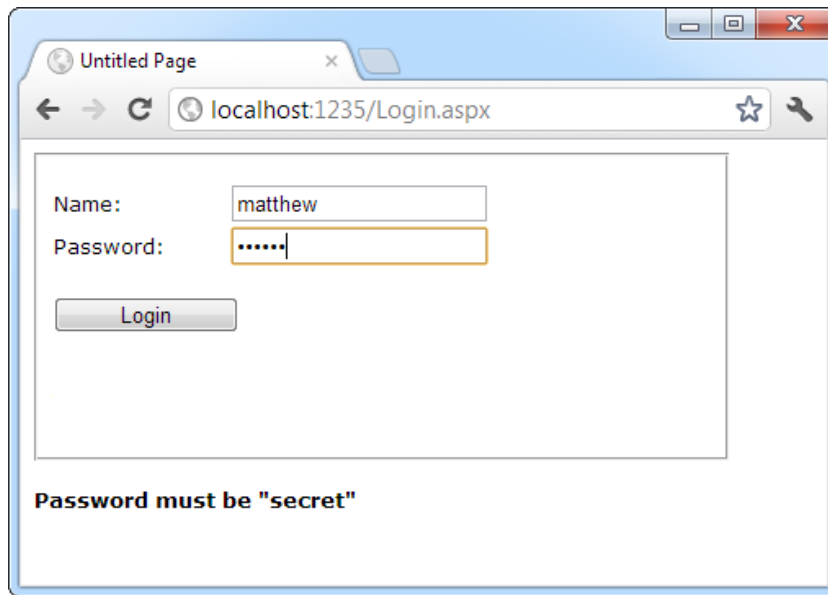 Untitled Page
localhost:1235/Login.aspx
Name: matthew
Password: ••••••
Login
Password must be "secret"